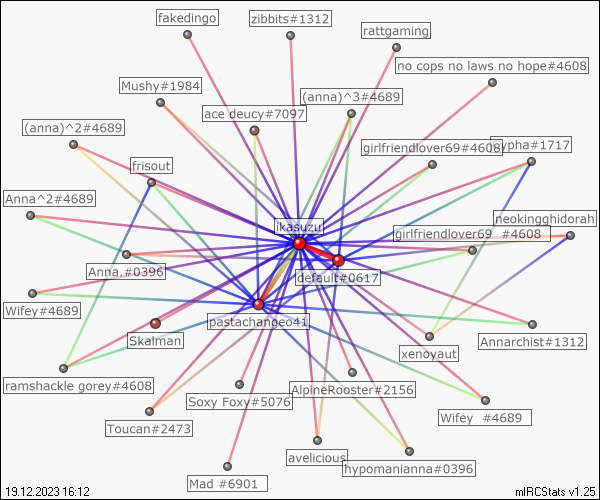 fakedingo
zibbits#1312
rattgaming
no cops no laws no hope#4608
Mushy#1984
(anna)^3#4689
ace deucy#7097
(anna)^2#4689
girlfriendlover69#4608
#1717
frisout
Anna^2#4689
neokingghidorah
ikasuzu
girlfriendlover69_#4608
Anna.#0396
default#0617
Wifey#4689
pastachangeo41
Skalman
Annarchist#1312
xenoyaut
ramshackle gorey#4608
AlpineRooster#2156
Soxy Foxy#5076
Wifey #4689
Toucan#2473
avelicious
hypomanianna#0396
Mad #6901
19.12.2023 16:12
mIRCStats v1.25